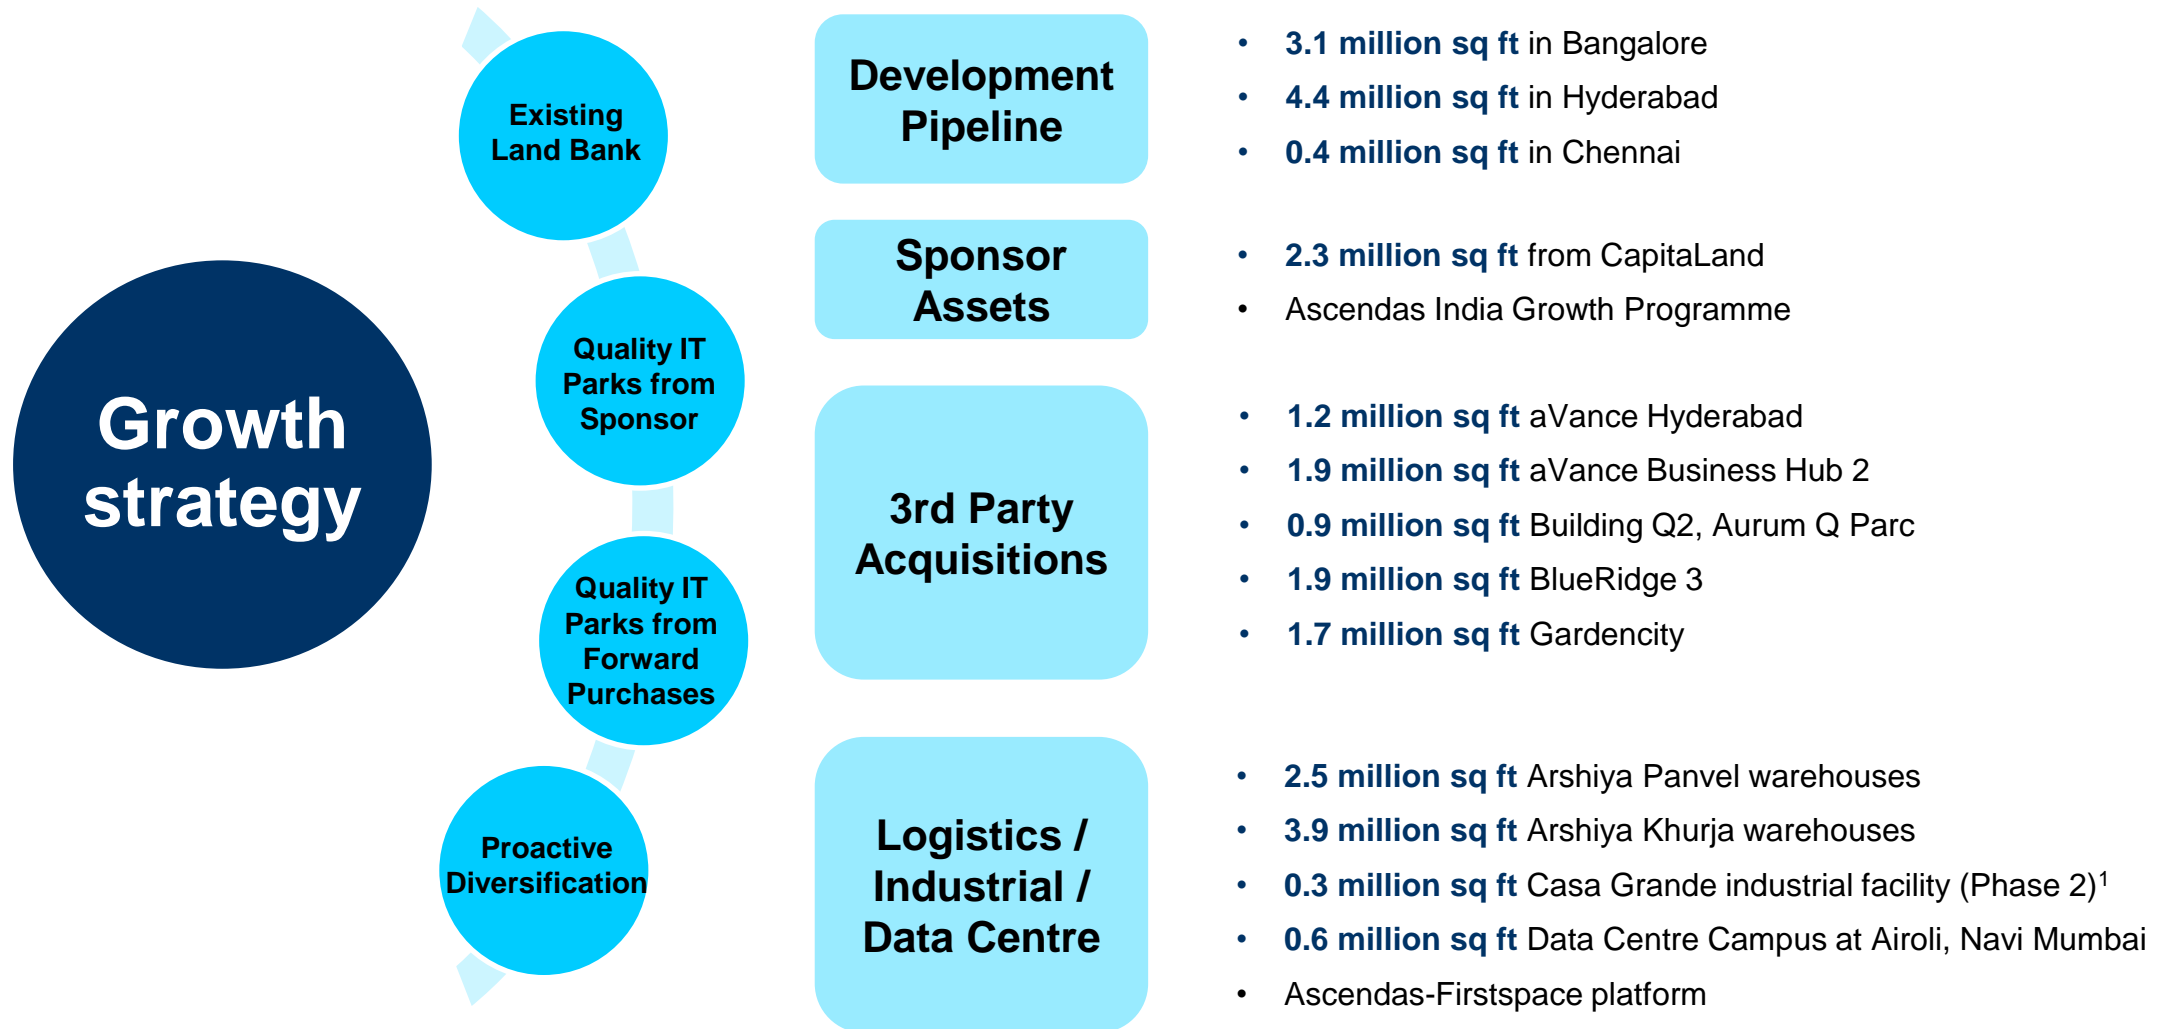 Growth
strategy
Existing
Land Bank
Quality IT
Parks from
Sponsor
Quality IT
Parks from
Forward
Purchases
Proactive
Diversification
Development
Pipeline
• 3.1 million sq ft in Bangalore
• 4.4 million sq ft in Hyderabad
• 0.4 million sq ft in Chennai
Sponsor
Assets
• 2.3 million sq ft from CapitaLand
• Ascendas India Growth Programme
3rd Party
Acquisitions
• 1.2 million sq ft aVance Hyderabad
• 1.9 million sq ft aVance Business Hub 2
• 0.9 million sq ft Building Q2, Aurum Q Parc
• 1.9 million sq ft BlueRidge 3
• 1.7 million sq ft Gardencity
Logistics /
Industrial /
Data Centre
• 2.5 million sq ft Arshiya Panvel warehouses
• 3.9 million sq ft Arshiya Khurja warehouses
• 0.3 million sq ft Casa Grande industrial facility (Phase 2)¹
• 0.6 million sq ft Data Centre Campus at Airoli, Navi Mumbai
• Ascendas-Firstspace platform